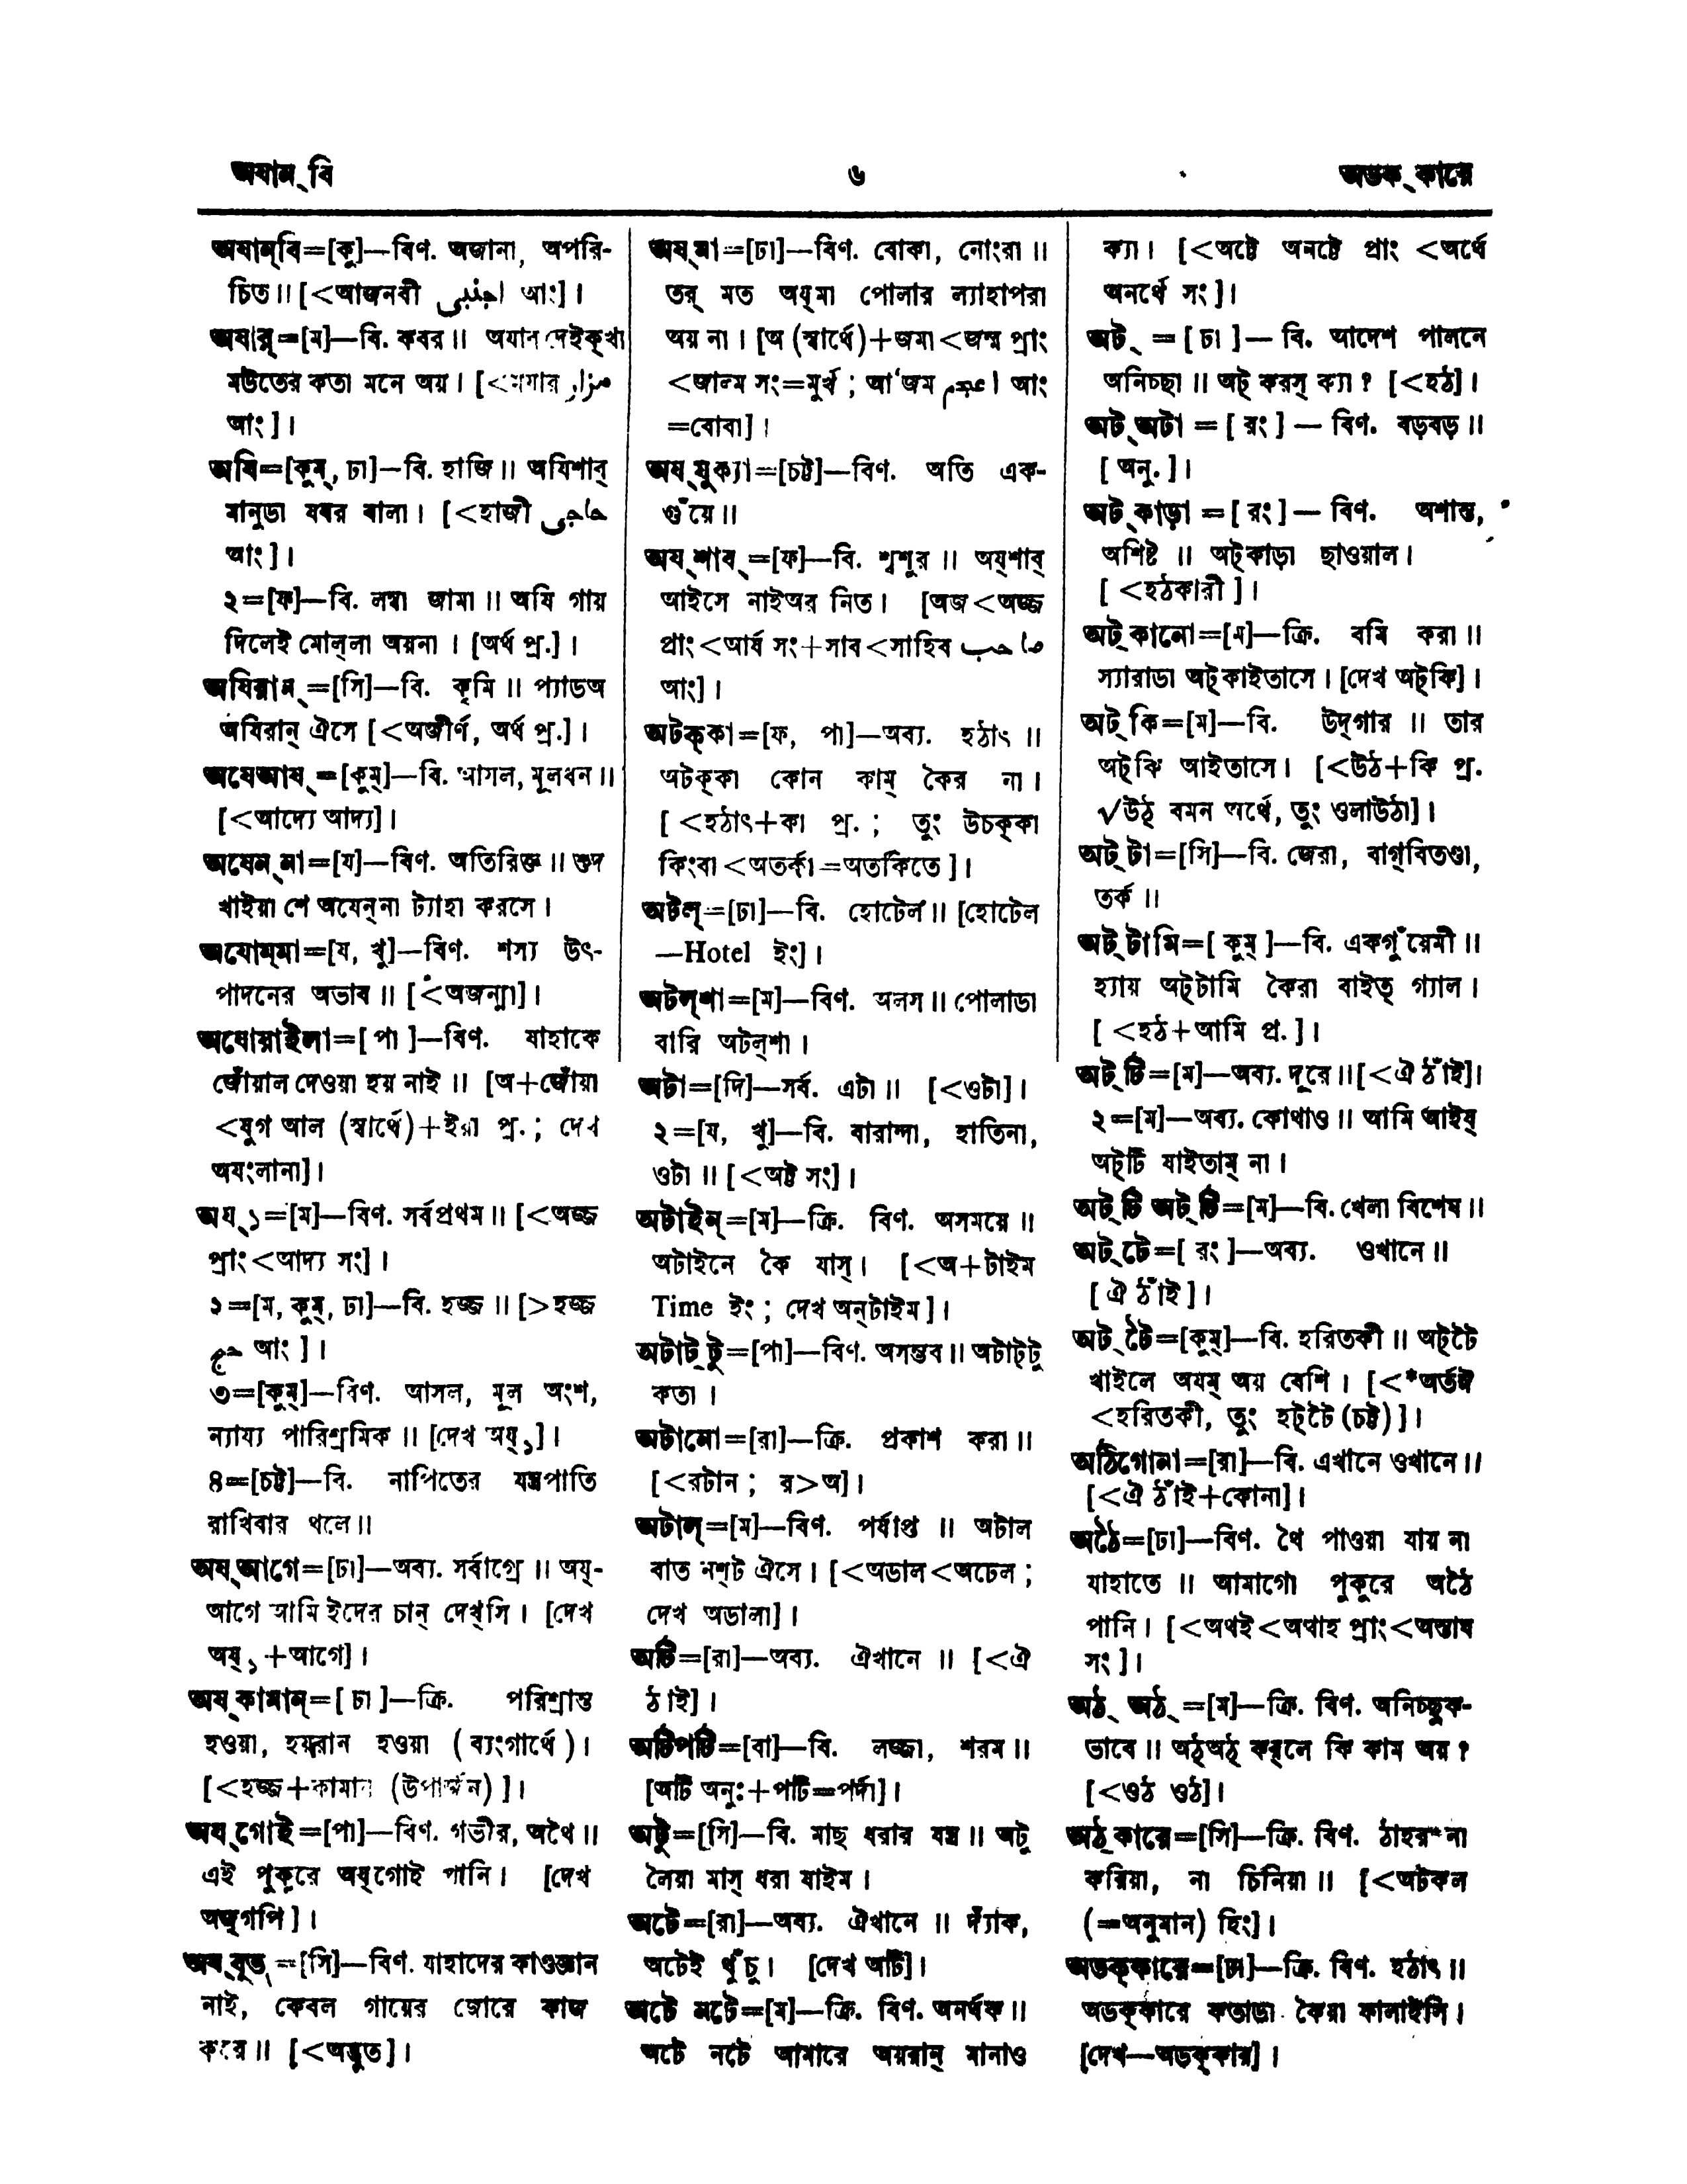 অযান্‌বি
৬
অডক্‌কারে
অযান্‌বি=[কু]—বিণ. অজানা, অপরি-
চিত॥ [<আজনবী اجنبي আং]।
অযার্‌=[ম]—বি. কবর॥ অযার দেইক্‌খা
মউতের কতা মনে অয়। [<মযার مزار
আং]।
অযি=[কুম্‌, ঢা]—বি. হাজি॥ অযিশাব্‌
মানুডা যবর বালা। [<হাজী حاجي
আং]।
২=[ফ]—বি. লম্বা জামা॥ অযি গায়
দিলেই মোল্‌লা অয়না। [অর্থ প্র.]।
অযিরান্‌=[সি]—বি. কৃমি॥ প্যাডঅ
অযিরান্‌ ঐসে [<অজীর্ণ, অর্থ প্র.]।
অযেআয্‌=[কুম্‌]—বি. আসল, মূলধন॥
[<আদ্যে আদ্য]।
অযেন্‌না=[য]—বিণ. অতিরিক্ত॥ শুদ
খাইয়া শে অযেন্‌না ট্যাহা করসে।
অযোম্‌মা=[য, খু]—বিণ. শস্য উৎ-
পাদনের অভাব॥ [<অজন্মা]।
অযোয়াইলা=[পা]—বিণ. যাহাকে
জোঁয়াল দেওয়া হয় নাই॥ [অ+জোঁয়া
<যুগ আল (স্বার্থে)+ইয়া প্র.; দেখ
অযংলানা]।
অয্‌১=[ম]—বিণ. সর্বপ্রথম॥ [<অজ্জ
প্রাং<আদ্য সং]।
২=[ম, কুম্‌, ঢা]—বি. হজ্জ॥ [>হজ্জ
حج আং]।
৩=[কুম্‌]—বিণ. আসল, মূল অংশ,
ন্যায্য পারিশ্রমিক॥ [দেখ অয্‌১]।
৪=[চট্ট]—বি. নাপিতের যন্ত্রপাতি
রাখিবার থলে॥
অয্‌আগে=[ঢা]—অব্য. সর্বাগ্রে॥ অয্‌-
আগে আমি ইদের চান্‌ দেখ্‌সি। [দেখ
অয্‌১+আগে]।
অয্‌কামান্‌=[ঢা]—ক্রি. পরিশ্রান্ত
হওয়া, হয়রান হওয়া (ব্যংগার্থে)।
[<হজ্জ+কামান (উপার্জন)]।
অয্‌গোই=[পা]—বিণ. গভীর, অথৈ॥
এই পুকুরে অয্‌গোই পানি। [দেখ
অজ্‌গপি]।
অয্‌বুত্‌=[সি]—বিণ. যাহাদের কাণ্ডজ্ঞান
নাই, কেবল গায়ের জোরে কাজ
করে॥ [<অদ্ভুত]।
অয্‌মা=[ঢা]—বিণ. বোকা, নোংরা॥
তর্‌ মত অয্‌মা পোলার ল্যাহাপরা
অয় না। [অ (স্বার্থে)+জমা<জম্ম প্রাং
<জাল্ম সং=মুর্খ; আ‘জম اعجم আং
=বোবা]।
অয্‌যুক্যা=[চট্ট]—বিণ. অতি এক-
গুঁয়ে॥
অয্‌শাব্‌=[ফ]—বি. শ্বশুর॥ অয্‌শাব্‌
আইসে নাইঅর নিত। [অজ<অজ্জ
প্রাং<আর্য সং+সাব<সাহিব صاحب
আং]।
অটক্‌কা=[ফ, পা]—অব্য. হঠাৎ॥
অটক্‌কা কোন কাম্‌ কৈর না।
[<হঠাৎ+কা প্র.; তুং উচক্‌কা
কিংবা<অতর্কা=অতর্কিতে]।
অটল্‌=[ঢা]—বি. হোটেল॥ [হোটেল
—Hotel ইং]।
অটল্‌শা=[ম]—বিণ. অলস॥ পোলাডা
বারি অটল্‌শা।
অটা=[দি]—সর্ব. এটা॥ [<ওটা]।
২=[য, খু]—বি. বারান্দা, হাতিনা,
ওটা॥ [<অট্ট সং]।
অটাইন্‌=[ম]—ক্রি. বিণ. অসময়ে॥
অটাইনে কৈ যাস্‌। [<অ+টাইম
Time ইং; দেখ অন্‌টাইম]।
অটাট্‌টু=[পা]—বিণ. অসম্ভব॥ অটাট্‌টু
কতা।
অটানো=[রা]—ক্রি. প্রকাশ করা॥
[<রটান; র>অ]।
অটাল্‌=[ম]—বিণ. পর্যাপ্ত॥ অটাল
বাত নশ্‌ট ঐসে। [<অডাল<অঢেল;
দেখ অডালা]।
অটি=[রা]—অব্য. ঐখানে॥ [<ঐ
ঠাই]।
অটিপটি=[বা]—বি. লজ্জা, শরম॥
[অটি অনুঃ+পটি=পর্দা]।
অটু=[সি]—বি. মাছ ধরার যন্ত্র॥ অটু
লৈয়া মাস্‌ ধরা যাইম।
অটে=[রা]—অব্য. ঐখানে॥ দ্যাঁক,
অটেই থুঁচু। [দেখ অটি]।
অটে মটে=[ম]—ক্রি. বিণ. অনর্থক॥
অটে নটে আমারে অয়রান্‌ মানাও
ক্যা। [<অট্টে অনট্টে প্রাং <অর্থে
অনর্থে সং]।
অট্‌=[ঢা]—বি. আদেশ পালনে
অনিচ্ছা॥ অট্‌ করস্‌ ক্যা? [<হঠ]।
অট্‌অটা=[রং]—বিণ. বড়বড়॥
[অনু.]।
অট্‌কাড়া=[রং]—বিণ. অশান্ত,
অশিষ্ট॥ অট্‌কাড়া ছাওয়াল।
[<হঠকারী]।
অট্‌কানো=[ম]—ক্রি. বমি করা॥
স্যারাডা অট্‌কাইতাসে। [দেখ অট্‌কি]।
অট্‌কি=[ম]—বি. উদ্‌গার॥ তার
অট্‌কি আইতাসে। [<উঠ+কি প্র.
√উঠ্‌ বমন অর্থে, তুং ওলাউঠা]।
অট্‌টা=[সি]—বি. জেরা, বাগ্‌বিতণ্ডা,
তর্ক॥
অট্‌টামি=[কুম্‌]—বি. একগুঁয়েমী॥
হ্যায় অট্‌টামি কৈরা বাইত্‌ গ্যাল।
[<হঠ+আমি প্র.]।
অট্‌টি=[ম]—অব্য. দূরে॥ [<ঐ ঠাঁই]।
২=[ম]—অব্য. কোথাও॥ আমি আইয্‌
অট্‌টি যাইতাম্‌ না।
অট্‌টি অট্‌টি=[ম]—বি. খেলা বিশেষ॥
অট্‌টে=[রং]—অব্য. ওখানে॥
[ঐ ঠাঁই]।
অট্‌টৈ=[কুম্‌]—বি. হরিতকী॥ অট্‌টৈ
খাইলে অযম্‌ অয় বেশি। [<*অর্তঈ
<হরিতকী, তুং হট্‌টৈ (চট্ট)]।
অঠিগোনা=[রা]—বি. এখানে ওখানে॥
[<ঐ ঠাঁই+কোনা]।
অঠৈ=[ঢা]—বিণ. থৈ পাওয়া যায় না
যাহাতে॥ আমাগো পুকুরে অঠৈ
পানি। [<অথই<অত্থাহ প্রাং<অস্তাঘ
সং]।
অঠ্‌ অঠ্‌=[ম]—ক্রি. বিণ. অনিচ্ছুক-
ভাবে॥ অঠ্‌অঠ্‌ কর্‌লে কি কাম অয়?
[<ওঠ ওঠ]।
অঠ্‌কারে=[সি]—ক্রি. বিণ. ঠাহর না
করিয়া, না চিনিয়া॥ [<অটকল
(=অনুমান) হিং]।
অডক্‌কারে=[ঢা]—ক্রি. বিণ. হঠাৎ॥
অডক্‌কারে কতাডা কৈয়া কালাইসি।
[দেখ—অডক্‌কার]।